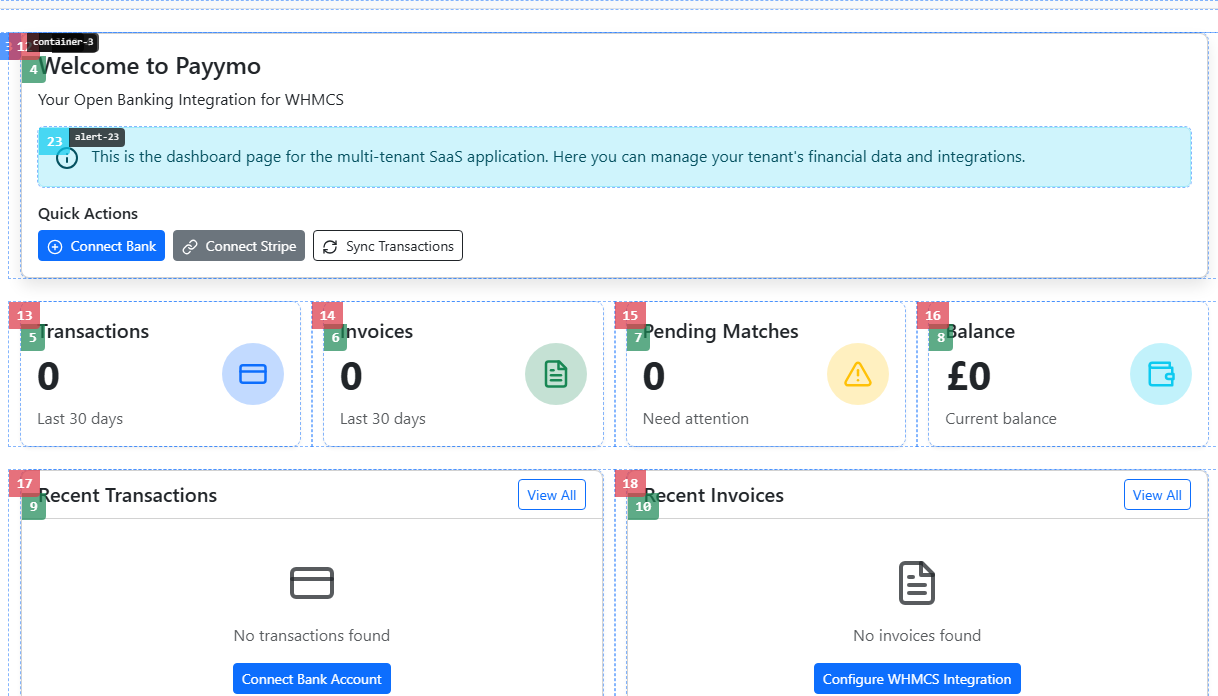 3
12
container-3
4
Welcome to Payymo
Your Open Banking Integration for WHMCS
23
alert-23
This is the dashboard page for the multi-tenant SaaS application. Here you can manage your tenant's financial data and integrations.
Quick Actions
Connect Bank
Connect Stripe
Sync Transactions
13
5
Transactions
0
Last 30 days
14
6
Invoices
0
Last 30 days
15
7
Pending Matches
0
Need attention
16
8
Balance
£0
Current balance
17
9
Recent Transactions
View All
No transactions found
Connect Bank Account
18
10
Recent Invoices
View All
No invoices found
Configure WHMCS Integration